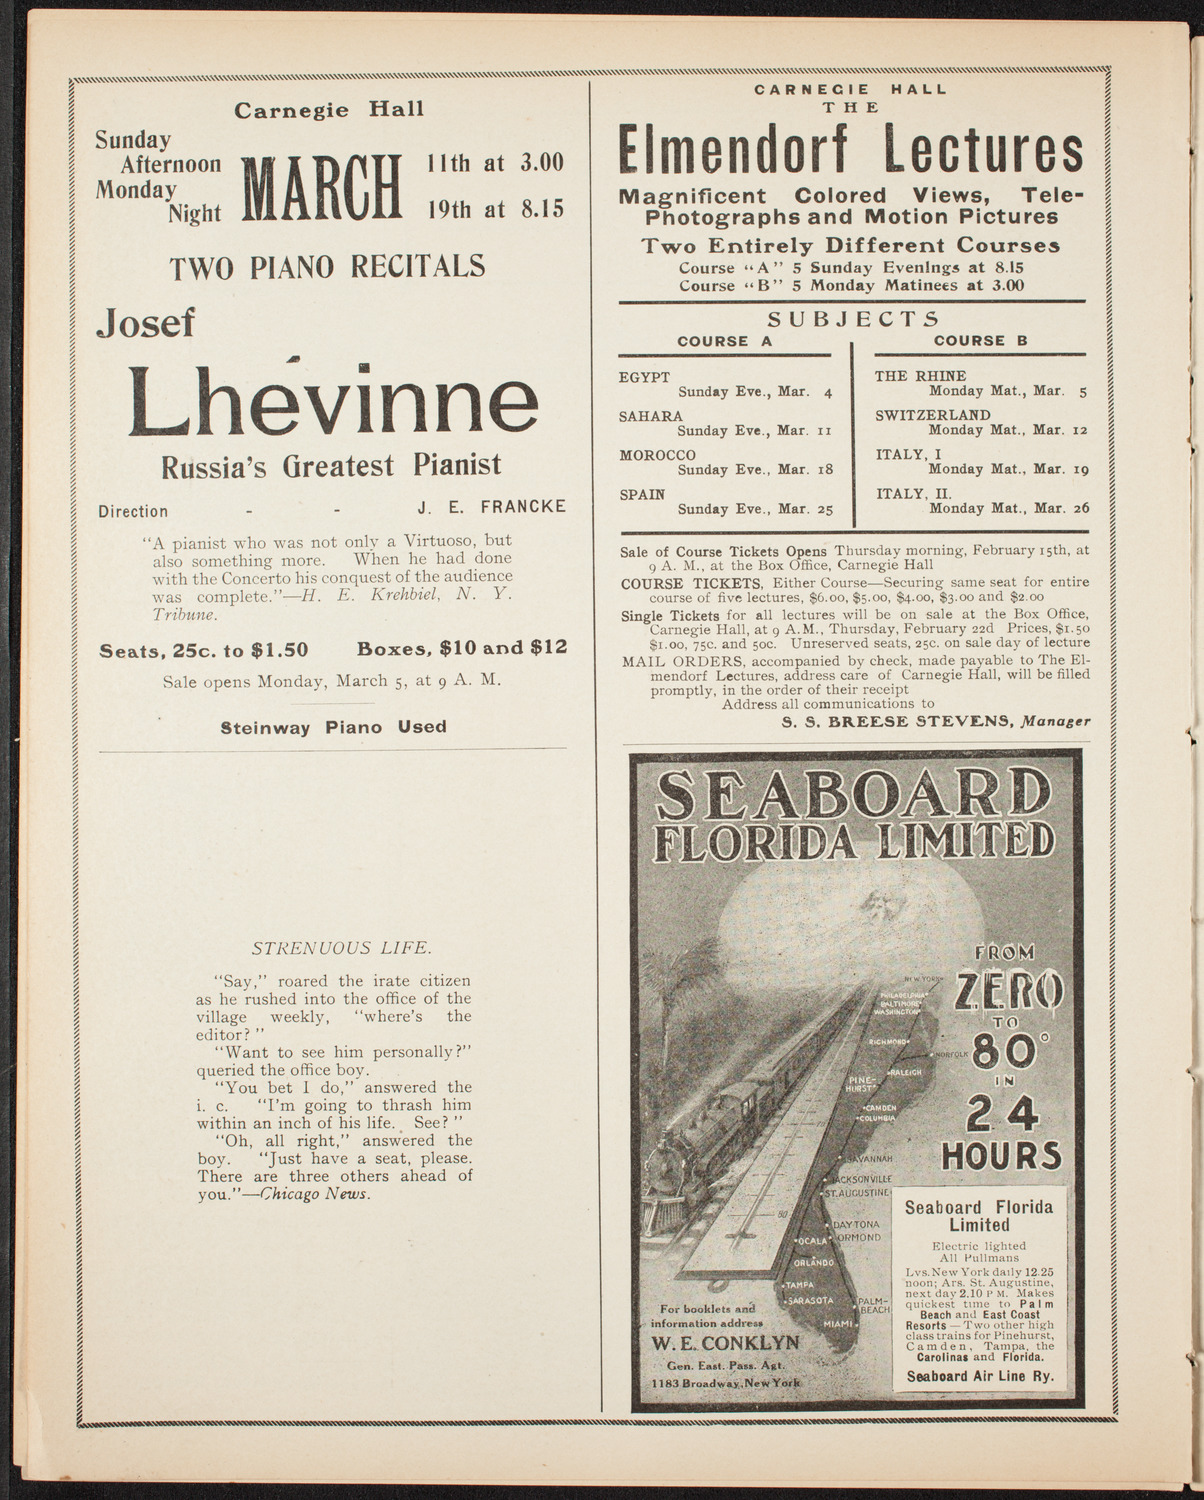 Carnegie Hall
Sunday
Afternoon
Monday
Night
MARCH
11th at 3.00
19th at 8.15
TWO PIANO RECITALS
Josef
Lhévinne
Russia's Greatest Pianist
Direction - - J. E. FRANCKE
"A pianist who was not only a Virtuoso, but
also something more. When he had done
with the Concerto his conquest of the audience
was complete."—H. E. Krehbiel, N. Y.
Tribune.
Seats, 25c. to $1.50 Boxes, $10 and $12
Sale opens Monday, March 5, at 9 A. M.
Steinway Piano Used
STRENUOUS LIFE.
"Say," roared the irate citizen
as he rushed into the office of the
village weekly, "where's the
editor?"
"Want to see him personally?"
queried the office boy.
"You bet I do," answered the
i. c. "I'm going to thrash him
within an inch of his life. See?"
"Oh, all right," answered the
boy. "Just have a seat, please.
There are three others ahead of
you."—Chicago News.
CARNEGIE HALL
THE
Elmendorf Lectures
Magnificent Colored Views, Tele-
Photographs and Motion Pictures
Two Entirely Different Courses
Course "A" 5 Sunday Evenings at 8.15
Course "B" 5 Monday Matinees at 3.00
SUBJECTS
COURSE A
EGYPT
Sunday Eve., Mar. 4
SAHARA
Sunday Eve., Mar. 11
MOROCCO
Sunday Eve., Mar. 18
SPAIN
Sunday Eve., Mar. 25
COURSE B
THE RHINE
Monday Mat., Mar. 5
SWITZERLAND
Monday Mat., Mar. 12
ITALY, I
Monday Mat., Mar. 19
ITALY, II.
Monday Mat., Mar. 26
Sale of Course Tickets Opens Thursday morning, February 15th, at
9 A. M., at the Box Office, Carnegie Hall
COURSE TICKETS, Either Course—Securing same seat for entire
course of five lectures, $6.00, $5.00, $4.00, $3.00 and $2.00
Single Tickets for all lectures will be on sale at the Box Office,
Carnegie Hall, at 9 A.M., Thursday, February 22d Prices, $1.50
$1.00, 75c. and 50c. Unreserved seats, 25c. on sale day of lecture
MAIL ORDERS, accompanied by check, made payable to The El-
mendorf Lectures, address care of Carnegie Hall, will be filled
promptly, in the order of their receipt
Address all communications to
S. S. BREESE STEVENS, Manager
SEABOARD
FLORIDA LIMITED
FROM
ZERO
TO
80°
IN
24
HOURS
NEW YORK
PHILADELPHIA
BALTIMORE
WASHINGTON
RICHMOND
NORFOLK
RALEIGH
PINE-
HURST
CAMDEN
COLUMBIA
SAVANNAH
JACKSONVILLE
ST. AUGUSTINE
80
DAYTONA
ORMOND
OCALA
ORLANDO
TAMPA
SARASOTA
PALM-
BEACH
MIAMI
For booklets and
information address
W. E. CONKLYN
Gen. East. Pass. Agt.
1183 Broadway, New York
Seaboard Florida
Limited
Electric lighted
All Pullmans
Lvs. New York daily 12.25
noon; Ars. St. Augustine,
next day 2.10 P M. Makes
quickest time to Palm
Beach and East Coast
Resorts — Two other high
class trains for Pinehurst,
Camden, Tampa, the
Carolinas and Florida.
Seaboard Air Line Ry.